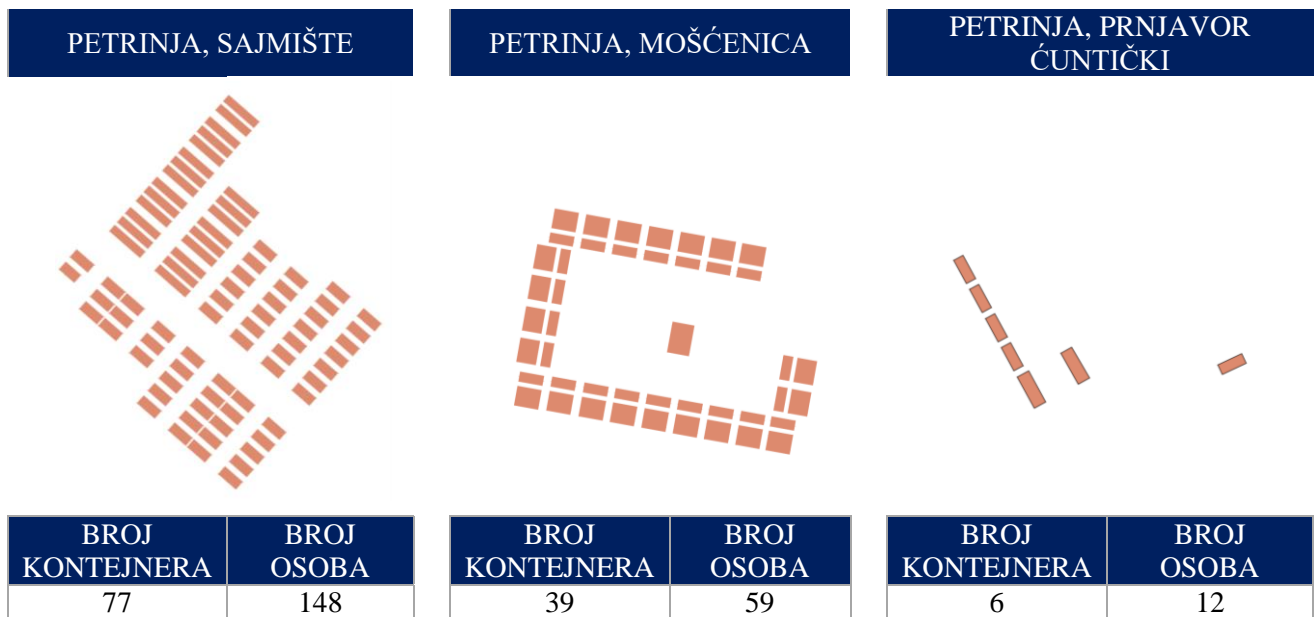 PETRINJA, SAJMIŠTE
PETRINJA, MOŠĆENICA
PETRINJA, PRNJAVOR
ĆUNTIČKI
BROJ
KONTEJNERA
BROJ
OSOBA
BROJ
KONTEJNERA
BROJ
OSOBA
BROJ
KONTEJNERA
BROJ
OSOBA
77
148
39
59
6
12